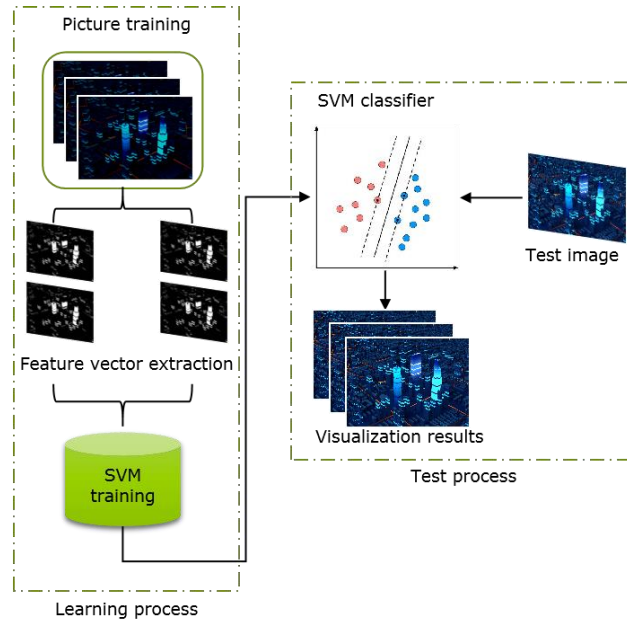 Picture training
Feature vector extraction
SVM
training
Learning process
SVM classifier
Test image
Visualization results
Test process